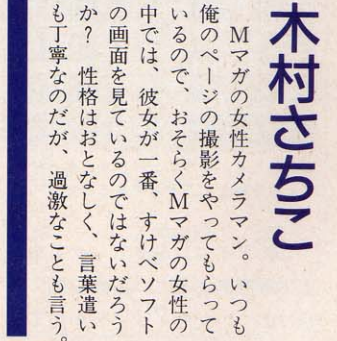 木村さちこ
Mマガの女性カメラマン。いつも
俺のページの撮影をやってもらって
いるので、おそらくMマガの女性の
中では、彼女が一番、すけべソフト
の画面を見ているのではないだろう
か? 性格はおとなしく、言葉遣い
も丁寧なのだが、過激なことも言う。